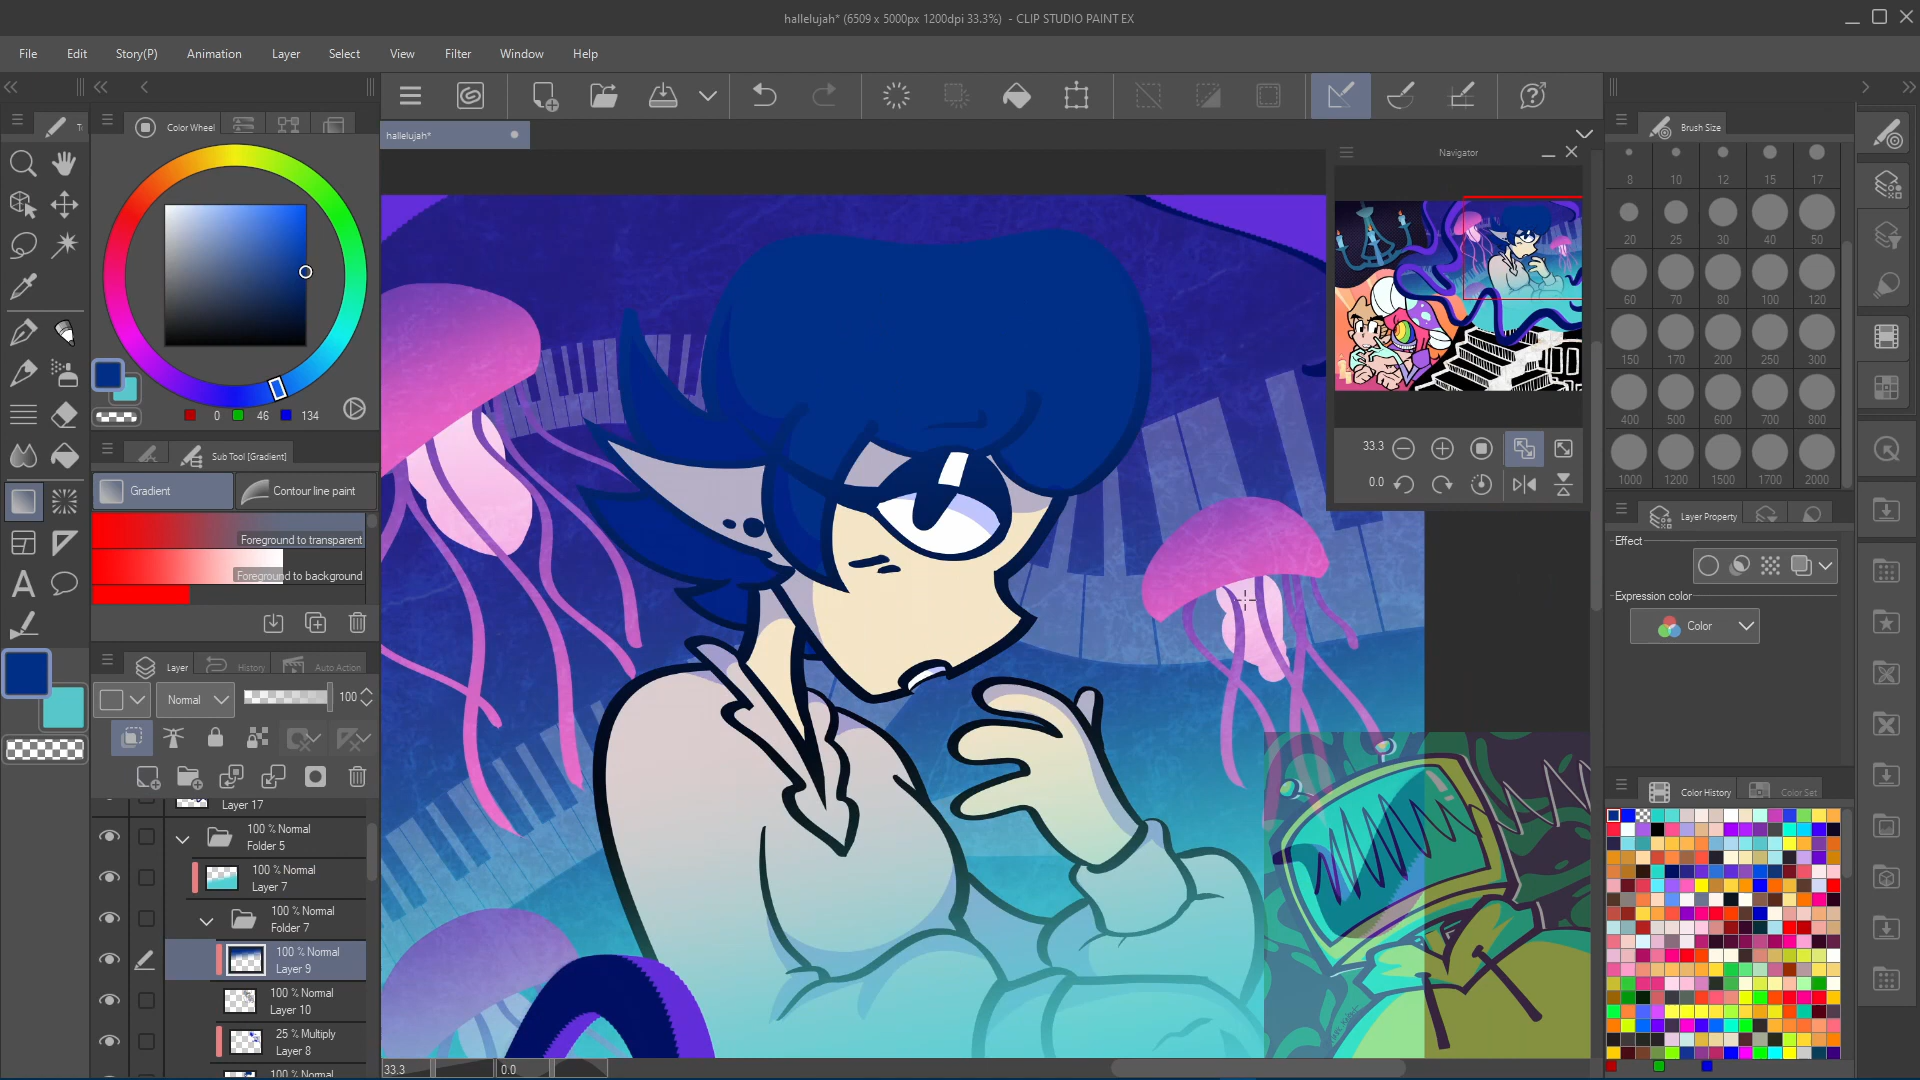 hallelujah* (6509 x 5000px 1200dpi 33.3%) - CLIP STUDIO PAINT EX
File Edit Story(P) Animation Layer Select View Filter Window Help
Color Wheel
hallelujah*
Navigator
Brush Size
8 10 12 15 17
20 25 30 40 50
60 70 80 100 120
150 170 200 250 300
400 500 600 700 800
1000 1200 1500 1700 2000
0 46 134
Sub Tool [Gradient]
Gradient
Contour line paint
Foreground to transparent
Foreground to background
33.3
0.0
Layer Property
Effect
Expression color
Color
Layer History Auto Action
Normal 100
Layer 17
100 % Normal
Folder 5
100 % Normal
Layer 7
100 % Normal
Folder 7
100 % Normal
Layer 9
100 % Normal
Layer 10
25 % Multiply
Layer 8
100 % Normal
Color History
Color Set
33.3
0.0